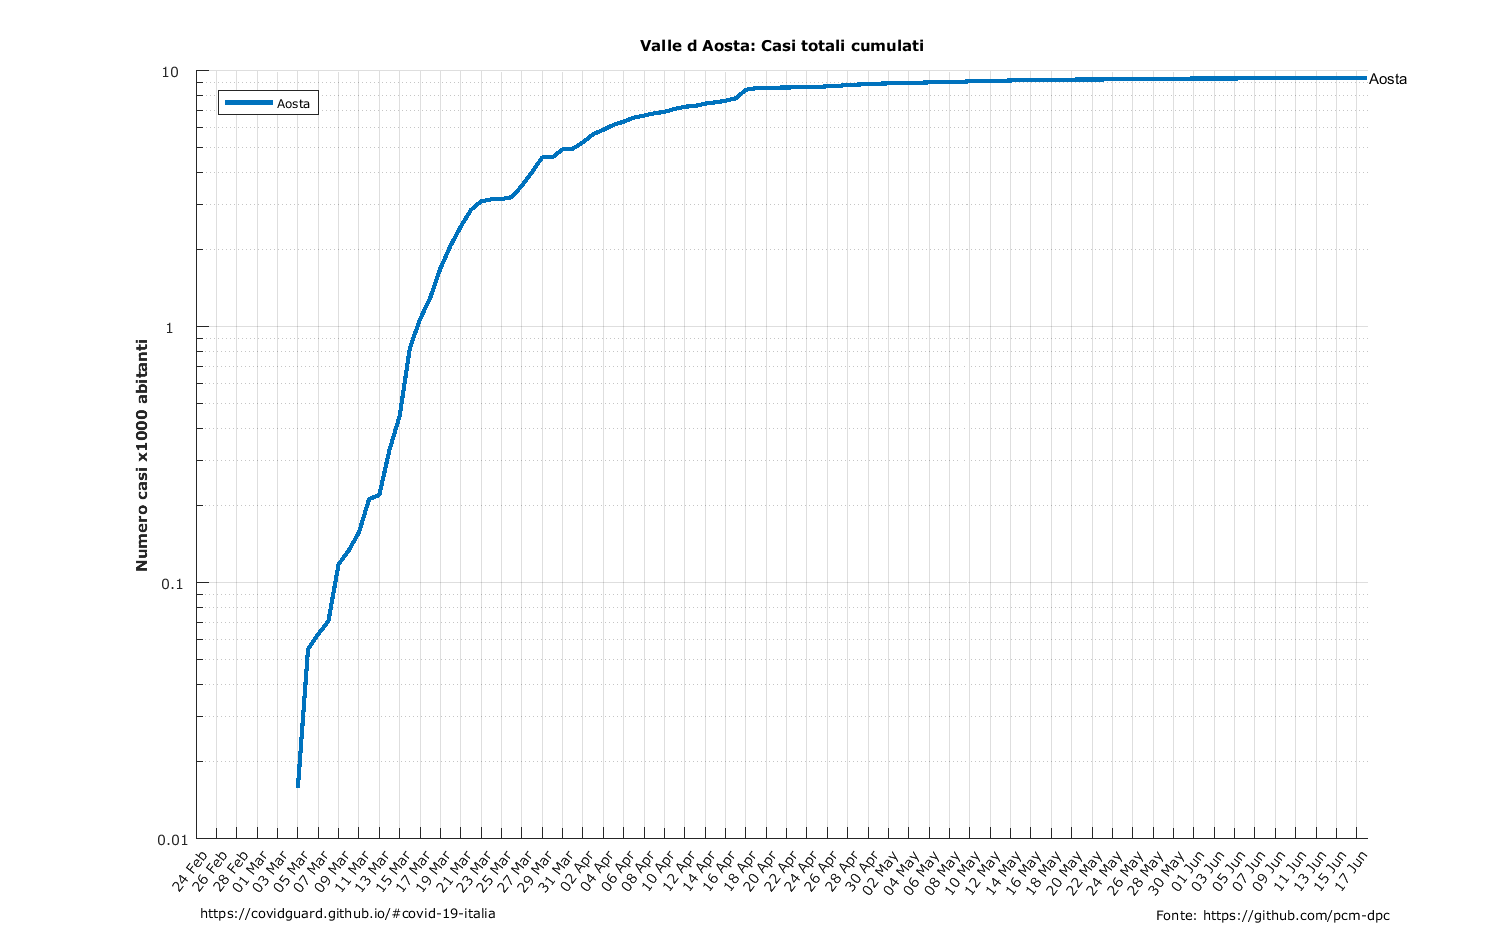 Valle d Aosta: Casi totali cumulati
10
Aosta
Aosta
1
Numero casi x1000 abitanti
0.1
0.01
24 Feb
26 Feb
28 Feb
01 Mar
03 Mar
05 Mar
07 Mar
09 Mar
11 Mar
13 Mar
15 Mar
17 Mar
19 Mar
21 Mar
23 Mar
25 Mar
27 Mar
29 Mar
31 Mar
02 Apr
04 Apr
06 Apr
08 Apr
10 Apr
12 Apr
14 Apr
16 Apr
18 Apr
20 Apr
22 Apr
24 Apr
26 Apr
28 Apr
30 Apr
02 May
04 May
06 May
08 May
10 May
12 May
14 May
16 May
18 May
20 May
22 May
24 May
26 May
28 May
30 May
01 Jun
03 Jun
05 Jun
07 Jun
09 Jun
11 Jun
13 Jun
15 Jun
17 Jun
https://covidguard.github.io/#covid-19-italia
Fonte: https://github.com/pcm-dpc